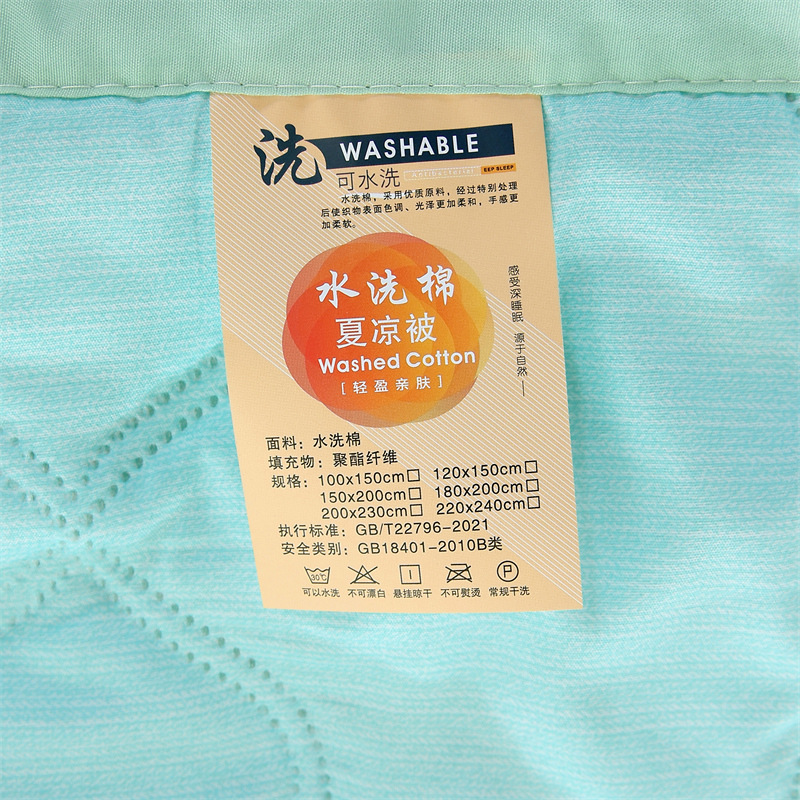 洗 WASHABLE
可水洗 Antibacterial EEP SLEEP
水洗棉，采用优质原料，经过特别处理
后使织物表面色调、光泽更加柔和，手感更
加柔软。
水洗棉
夏凉被
Washed Cotton
[ 轻盈亲肤 ]
感受深睡眠 源于自然——
面料：水洗棉
填充物：聚酯纤维
规格：100x150cm□ 120x150cm□
150x200cm□ 180x200cm□
200x230cm□ 220x240cm□
执行标准：GB/T22796-2021
安全类别：GB18401-2010B类
30℃ P
可以水洗 不可漂白 悬挂晾干 不可熨烫 常规干洗